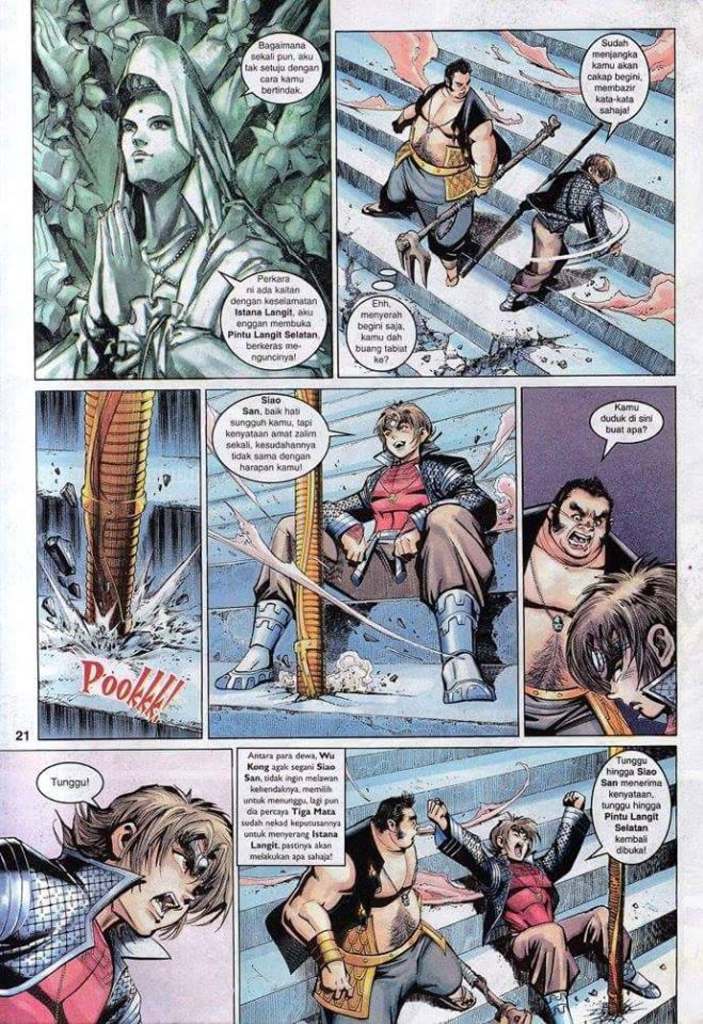 Bagaimana
sekali pun, aku
tak setuju dengan
cara kamu
bertindak.
Perkara
ni ada kaitan
dengan keselamatan
Istana Langit, aku
enggan membuka
Pintu Langit Selatan,
berkeras me-
nguncinya!
Sudah
menjangka
kamu akan
cakap begini,
membazir
kata-kata
sahaja!
Ehh,
menyerah
begini saja,
kamu dah
buang tabiat
ke?
Pookkkk!!
Siao
San, baik hati
sungguh kamu, tapi
kenyataan amat zalim
sekali, kesudahannya
tidak sama dengan
harapan kamu!
Kamu
duduk di sini
buat apa?
21
Tunggu!
Antara para dewa, Wu
Kong agak segani Siao
San, tidak ingin melawan
kehendaknya, memilih
untuk menunggu, lagi pun
dia percaya Tiga Mata
sudah nekad keputusannya
untuk menyerang Istana
Langit, pastinya dia akan
melakukan apa sahaja!
Tunggu
hingga Siao
San menerima
kenyataan,
tunggu hingga
Pintu Langit
Selatan
kembali
dibuka!